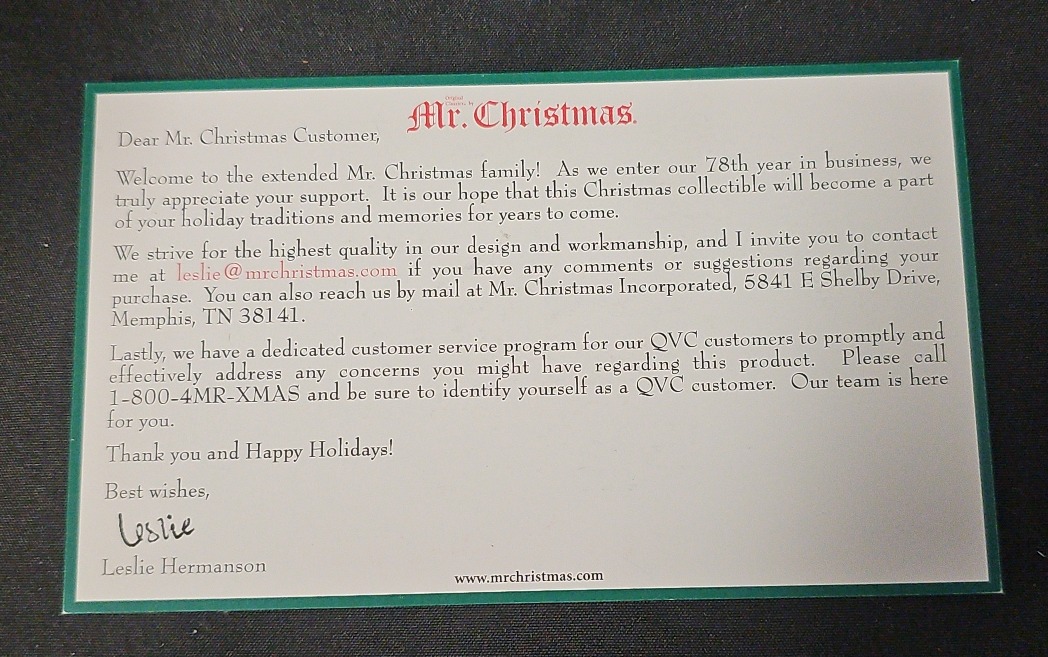 Original
Classics by
Mr. Christmas.
Dear Mr. Christmas Customer,
Welcome to the extended Mr. Christmas family! As we enter our 78th year in business, we
truly appreciate your support. It is our hope that this Christmas collectible will become a part
of your holiday traditions and memories for years to come.
We strive for the highest quality in our design and workmanship, and I invite you to contact
me at leslie@mrchristmas.com if you have any comments or suggestions regarding your
purchase. You can also reach us by mail at Mr. Christmas Incorporated, 5841 E Shelby Drive,
Memphis, TN 38141.
Lastly, we have a dedicated customer service program for our QVC customers to promptly and
effectively address any concerns you might have regarding this product. Please call
1-800-4MR-XMAS and be sure to identify yourself as a QVC customer. Our team is here
for you.
Thank you and Happy Holidays!
Best wishes,
Leslie
Leslie Hermanson
www.mrchristmas.com